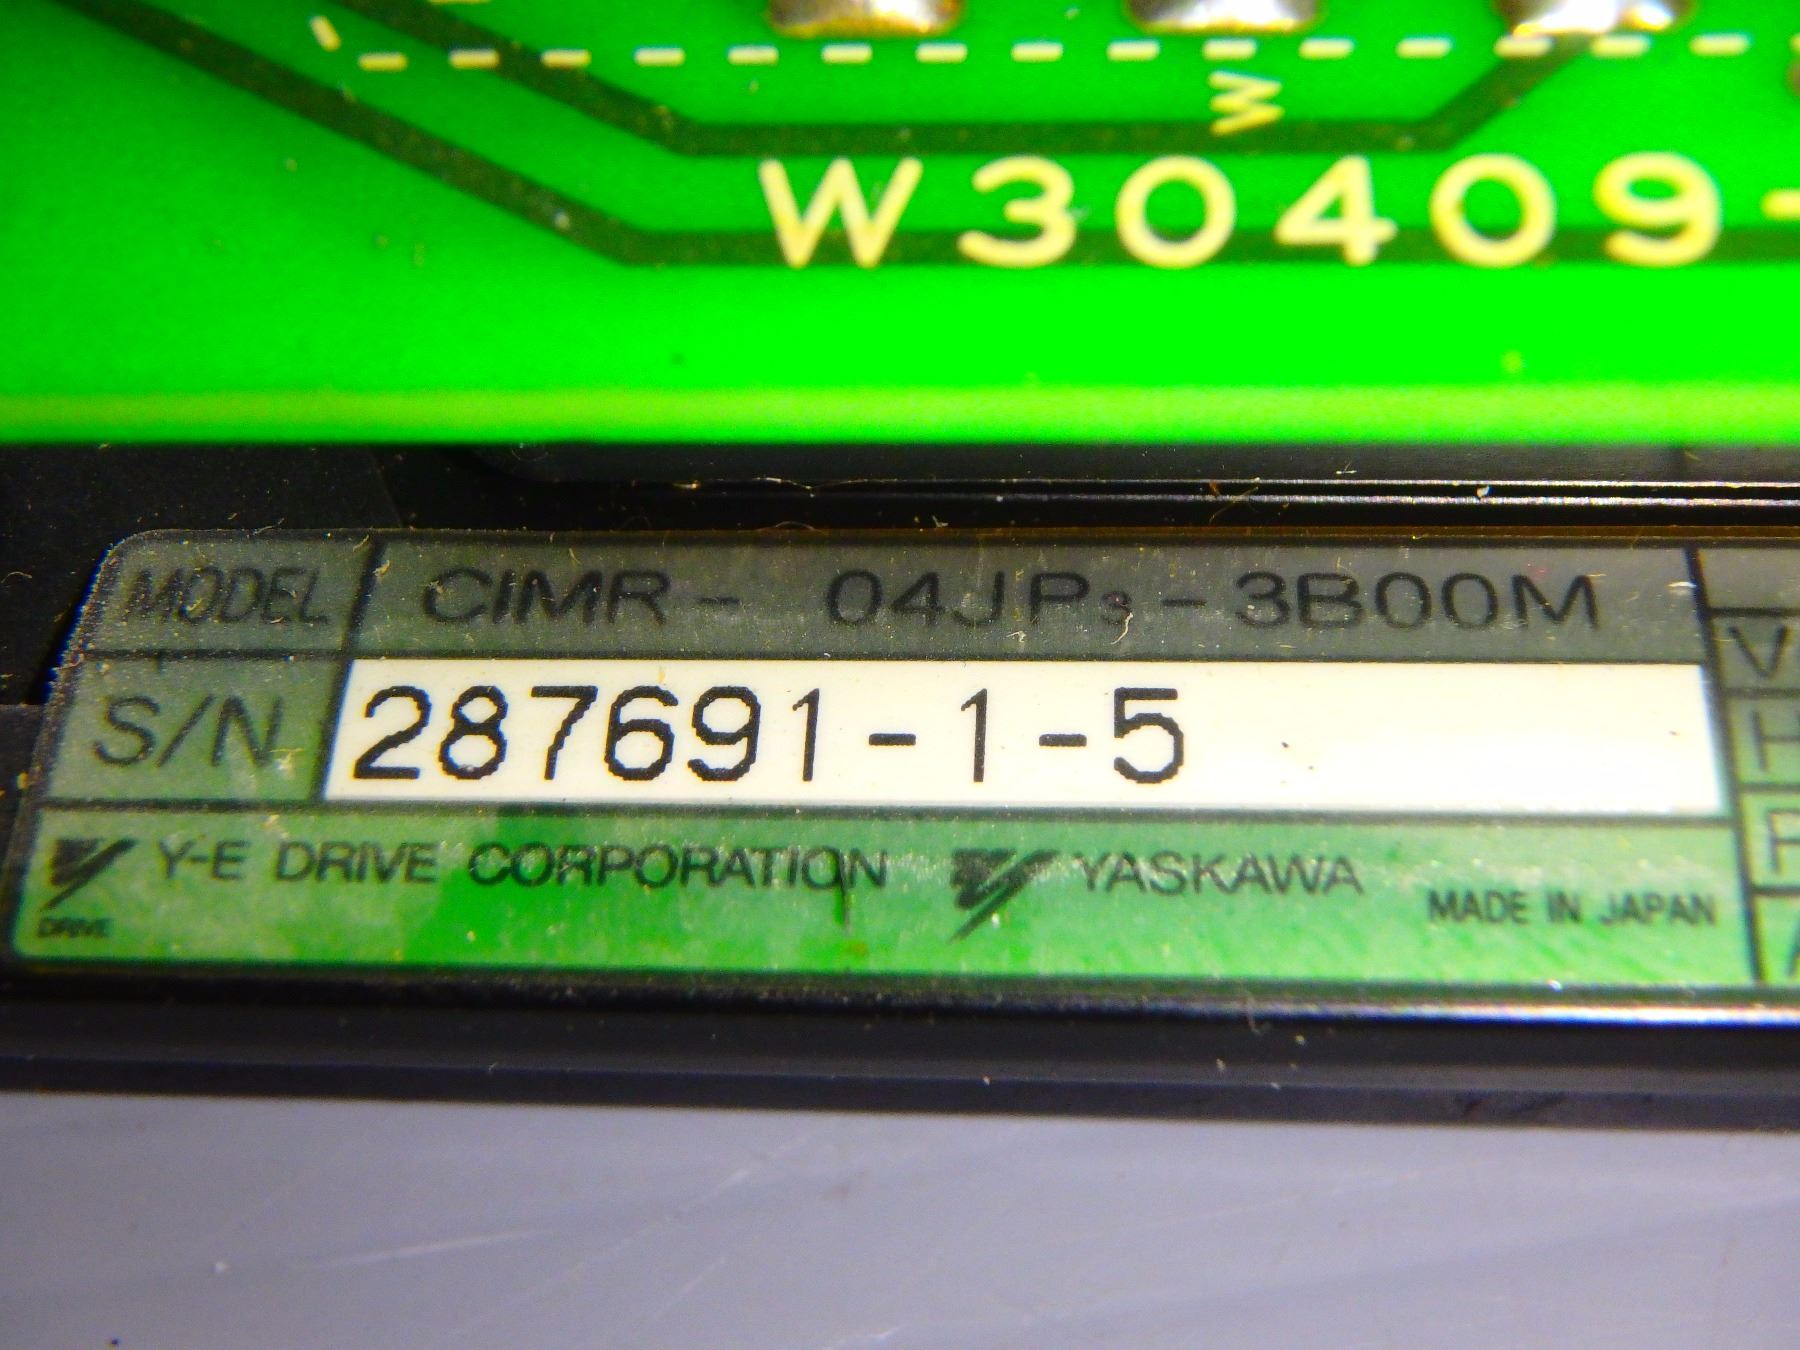 W
W30409-
MODEL CIMR- 04JP3-3B00M
V
S/N 287691-1-5
H
Y-E DRIVE CORPORATION YASKAWA MADE IN JAPAN
DRIVE